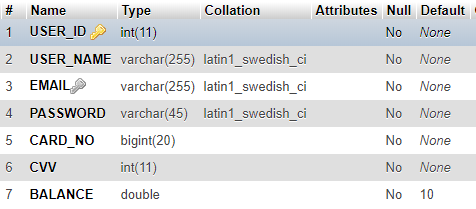 # Name Type Collation Attributes Null Default
1 USER_ID int(11) No None
2 USER_NAME varchar(255) latin1_swedish_ci No None
3 EMAIL varchar(255) latin1_swedish_ci No None
4 PASSWORD varchar(45) latin1_swedish_ci No None
5 CARD_NO bigint(20) No None
6 CVV int(11) No None
7 BALANCE double No 10